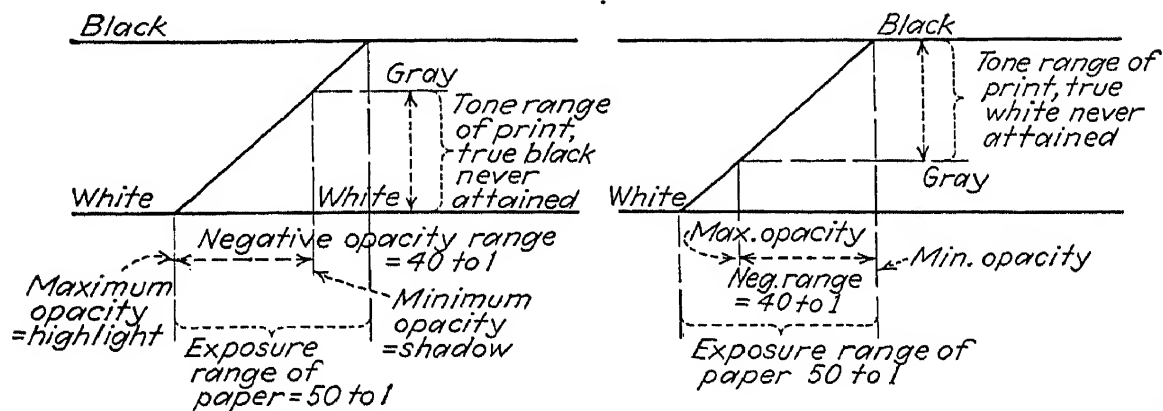 Black
Gray
Tone range
of print,
true black
never
attained
White
White
Negative opacity range
= 40 to 1
Maximum
opacity
=highlight
Minimum
opacity
=shadow
Exposure
range of
paper = 50 to 1
Black
Tone range of
print, true
white never
attained
Gray
White
Max. opacity
Min. opacity
Neg. range
= 40 to 1
Exposure range of
paper 50 to 1